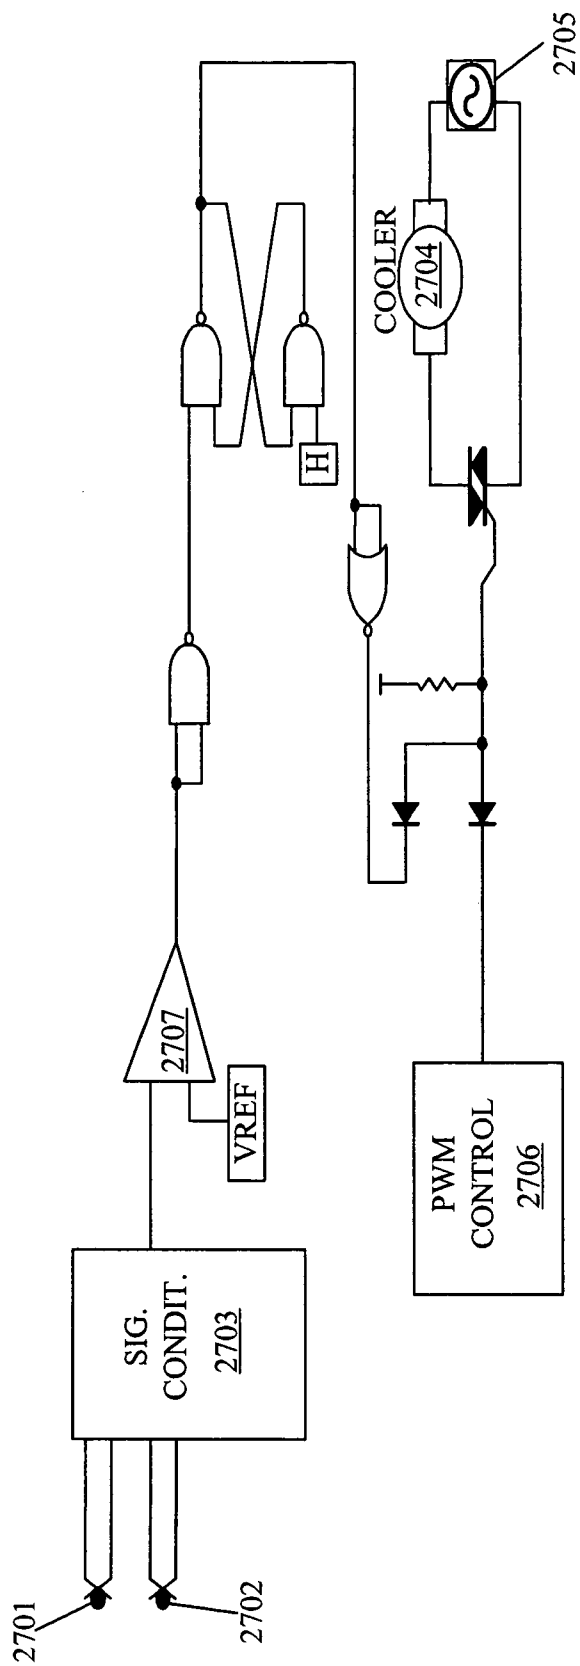 2701
2702
SIG.
CONDIT.
2703
VREF
2707
H
PWM
CONTROL
2706
COOLER
2704
2705